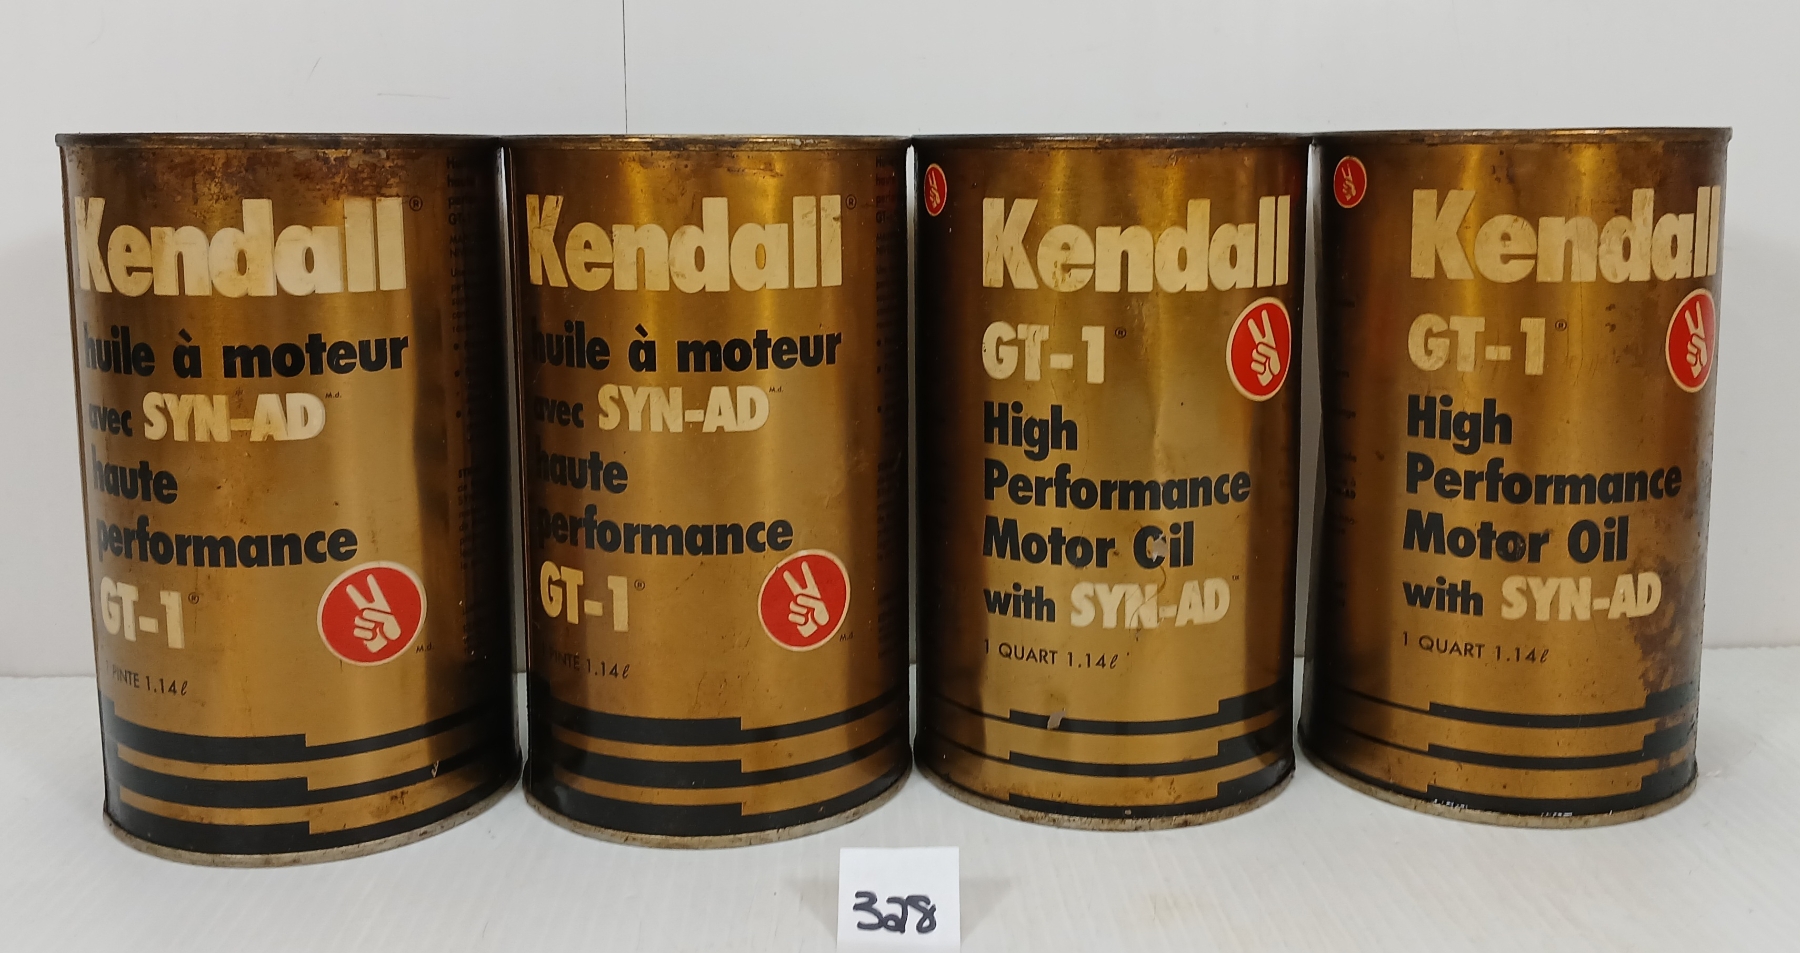 Kendall®
huile à moteur
avec SYN-AD M.d.
haute
performance
GT-1®
PINTE 1.14ℓ
M.d.
Kendall®
huile à moteur
avec SYN-AD M.d.
haute
performance
GT-1®
PINTE 1.14ℓ
M.d.
Kendall
GT-1®
High
Performance
Motor Oil
with SYN-AD™
1 QUART 1.14ℓ
Kendall
GT-1®
High
Performance
Motor Oil
with SYN-AD
1 QUART 1.14ℓ
328